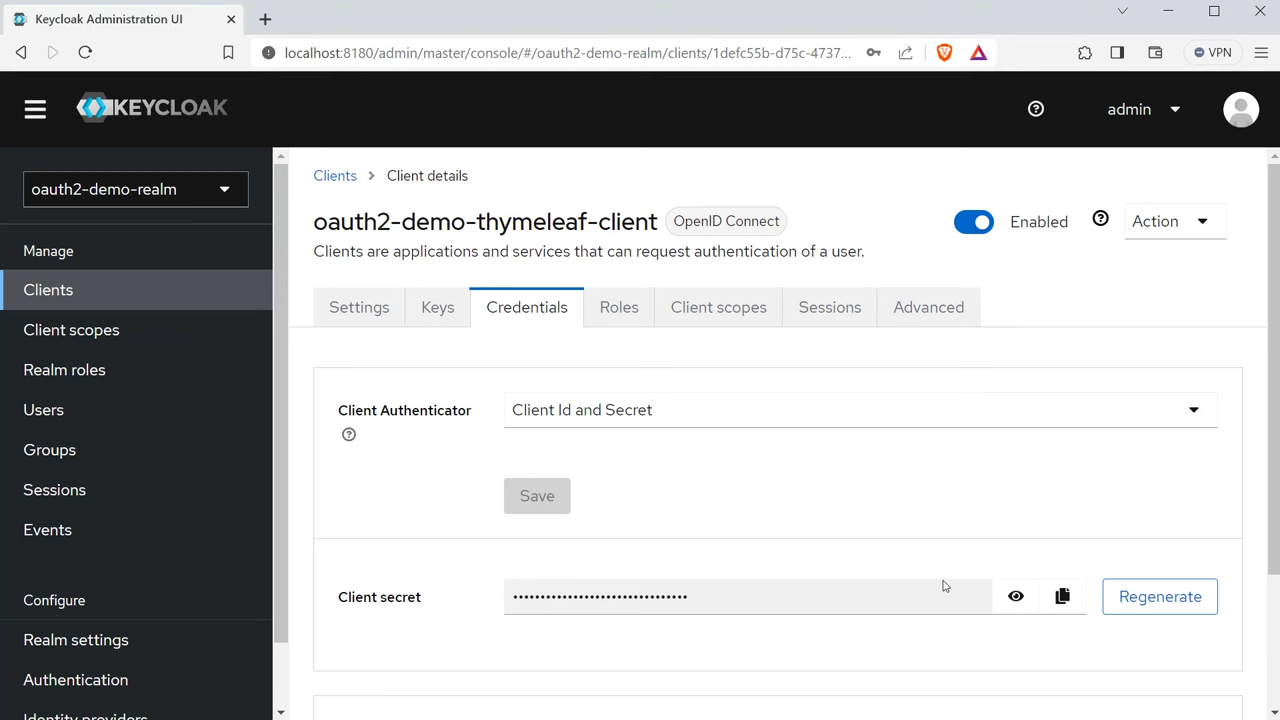 Keycloak Administration UI
localhost:8180/admin/master/console/#/oauth2-demo-realm/clients/1defc55b-d75c-4737...
VPN
KEYCLOAK
admin
oauth2-demo-realm
Manage
Clients
Client scopes
Realm roles
Users
Groups
Sessions
Events
Configure
Realm settings
Authentication
Identity providers
Clients > Client details
oauth2-demo-thymeleaf-client OpenID Connect
Enabled
Action
Clients are applications and services that can request authentication of a user.
Settings Keys Credentials Roles Client scopes Sessions Advanced
Client Authenticator
Client Id and Secret
Save
Client secret
••••••••••••••••••••••••••••••••
Regenerate